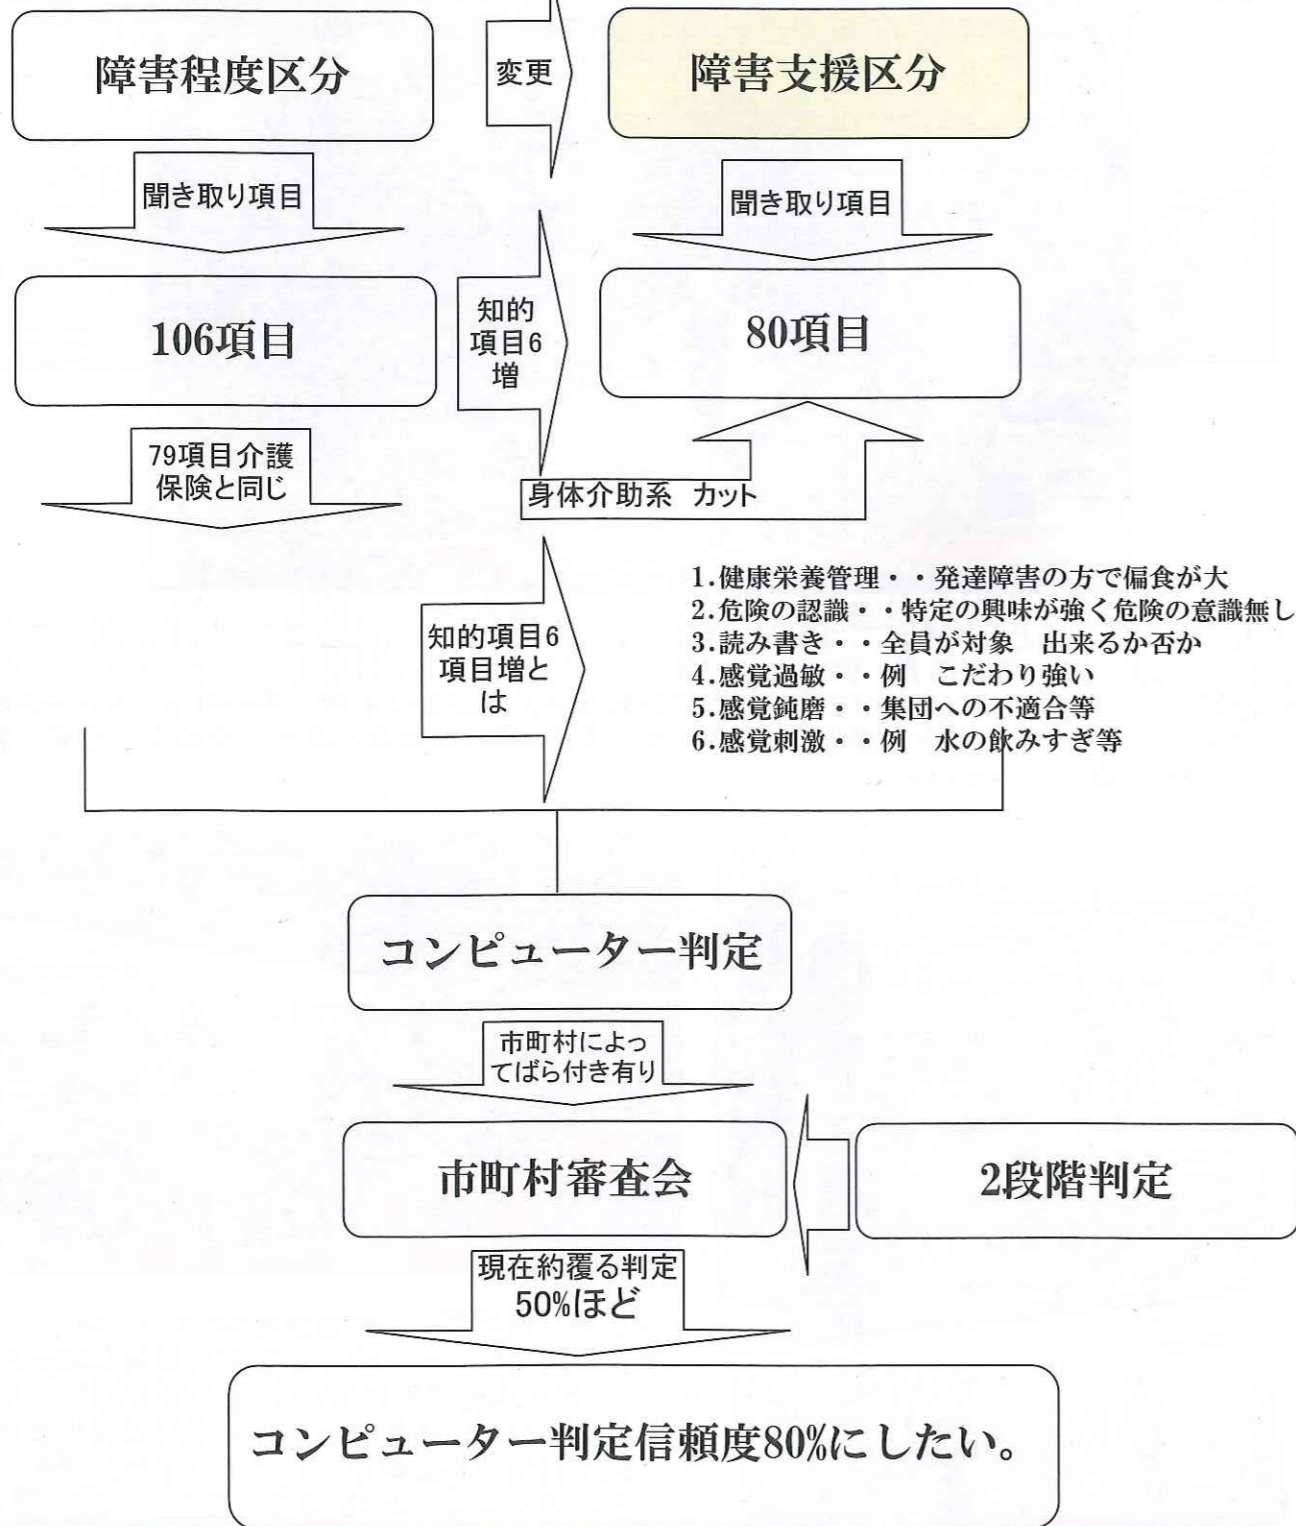 障害程度区分
変更
障害支援区分
聞き取り項目
聞き取り項目
106項目
知的
項目6
増
80項目
79項目介護
保険と同じ
身体介助系 カット
知的項目6
項目増と
は
1.健康栄養管理・・発達障害の方で偏食が大
2.危険の認識・・特定の興味が強く危険の意識無し
3.読み書き・・全員が対象　出来るか否か
4.感覚過敏・・例　こだわり強い
5.感覚鈍磨・・集団への不適合等
6.感覚刺激・・例　水の飲みすぎ等
コンピューター判定
市町村によっ
てばら付き有り
市町村審査会
2段階判定
現在約覆る判定
50%ほど
コンピューター判定信頼度80%にしたい。